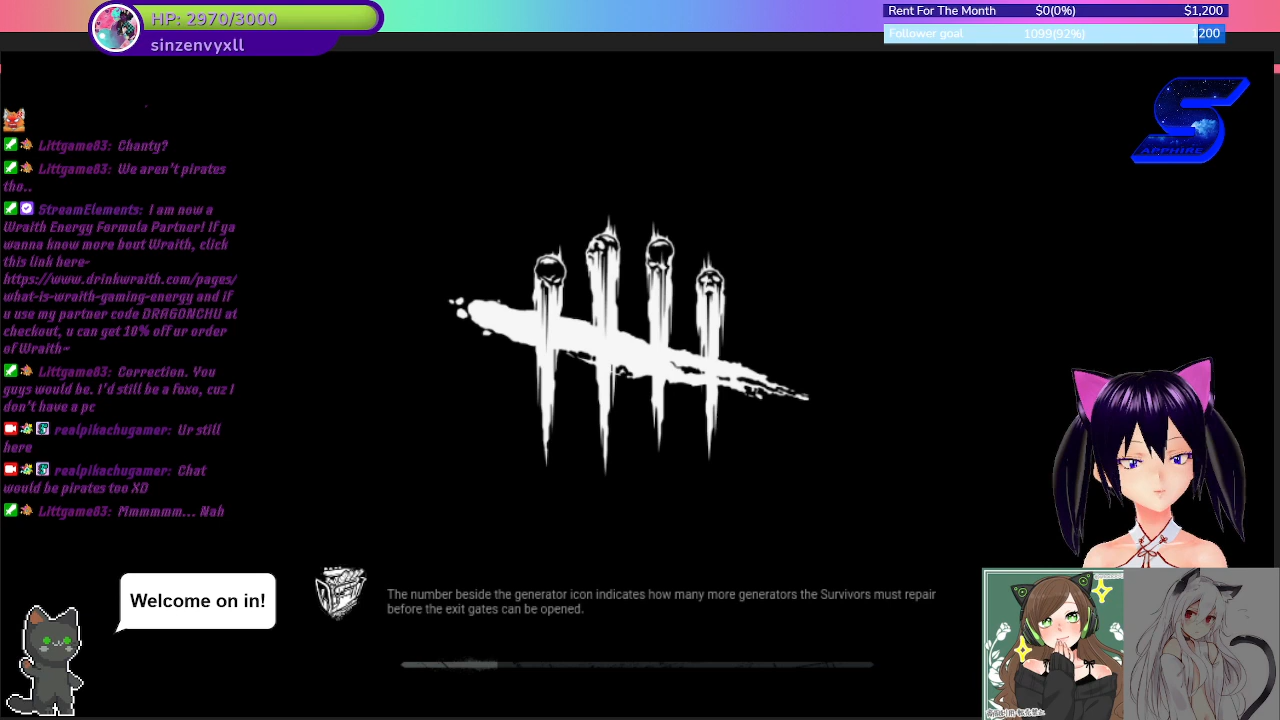 HP: 2970/3000
sinzenvyxll
Rent For The Month $0(0%) $1,200
Follower goal 1099(92%) 1200
APPHIRE
Littgame83: Chanty?
Littgame83: We aren't pirates
tho..
StreamElements: I am now a
Wraith Energy Formula Partner! If ya
wanna know more bout Wraith, click
this link here-
https://www.drinkwraith.com/pages/
what-is-wraith-gaming-energy and if
u use my partner code DRAGONCHU at
checkout, u can get 10% off ur order
of Wraith~
Littgame83: Correction. You
guys would be. I'd still be a foxo, cuz I
don't have a pc
realpikachugamer: Ur still
here
realpikachugamer: Chat
would be pirates too XD
Littgame83: Mmmmmm... Nah
Welcome on in!
The number beside the generator icon indicates how many more generators the Survivors must repair
before the exit gates can be opened.